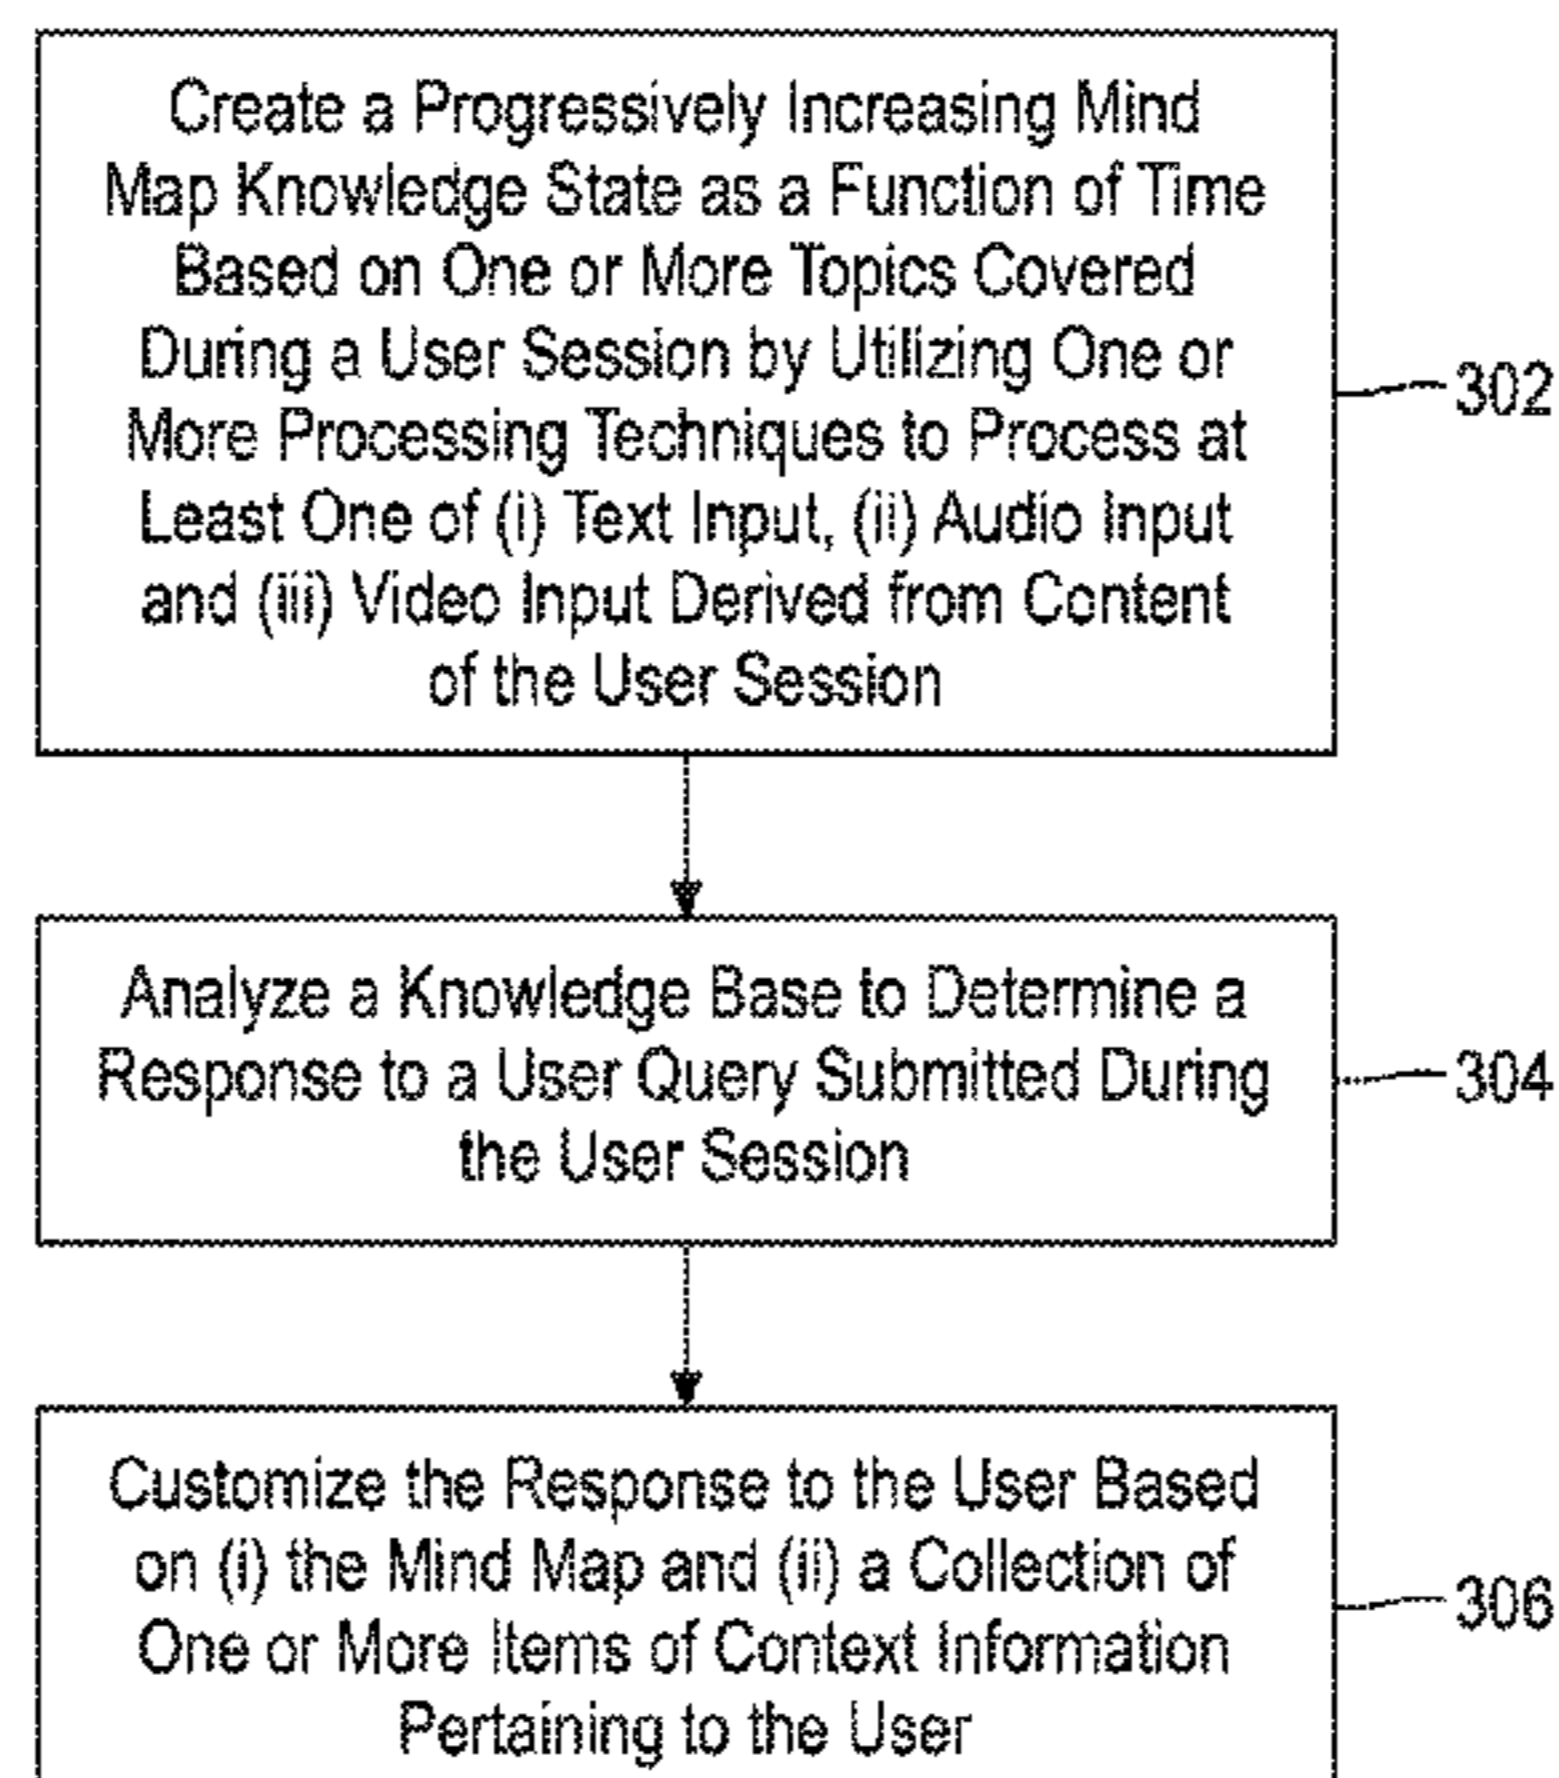 Create a Progressively Increasing Mind
Map Knowledge State as a Function of Time
Based on One or More Topics Covered
During a User Session by Utilizing One or
More Processing Techniques to Process at
Least One of (i) Text Input, (ii) Audio Input
and (iii) Video Input Derived from Content
of the User Session
302
Analyze a Knowledge Base to Determine a
Response to a User Query Submitted During
the User Session
304
Customize the Response to the User Based
on (i) the Mind Map and (ii) a Collection of
One or More Items of Context Information
Pertaining to the User
306